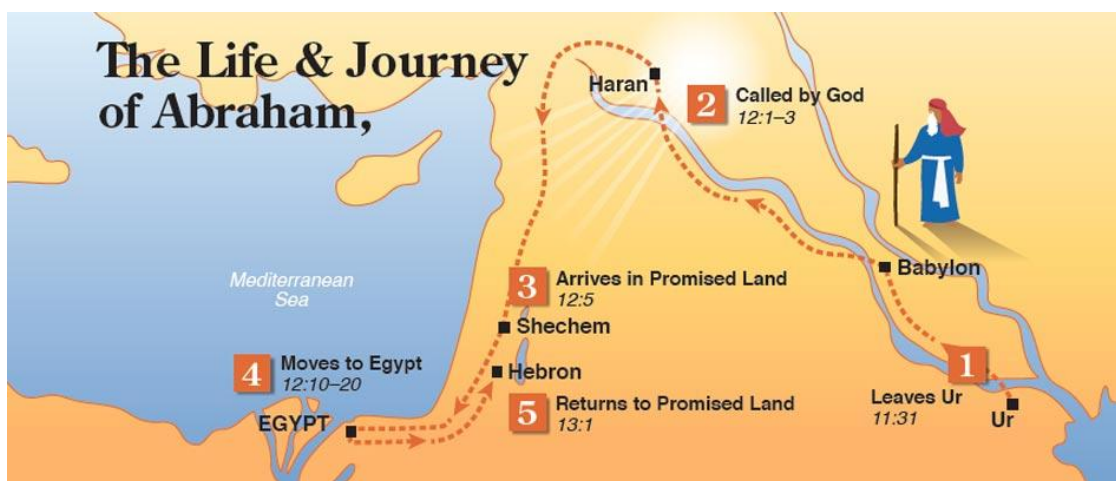 The Life & Journey
of Abraham,
Haran
2
Called by God
12:1–3
Babylon
Mediterranean
Sea
3
Arrives in Promised Land
12:5
Shechem
4
Moves to Egypt
12:10–20
Hebron
1
Leaves Ur
11:31
Ur
5
Returns to Promised Land
13:1
EGYPT